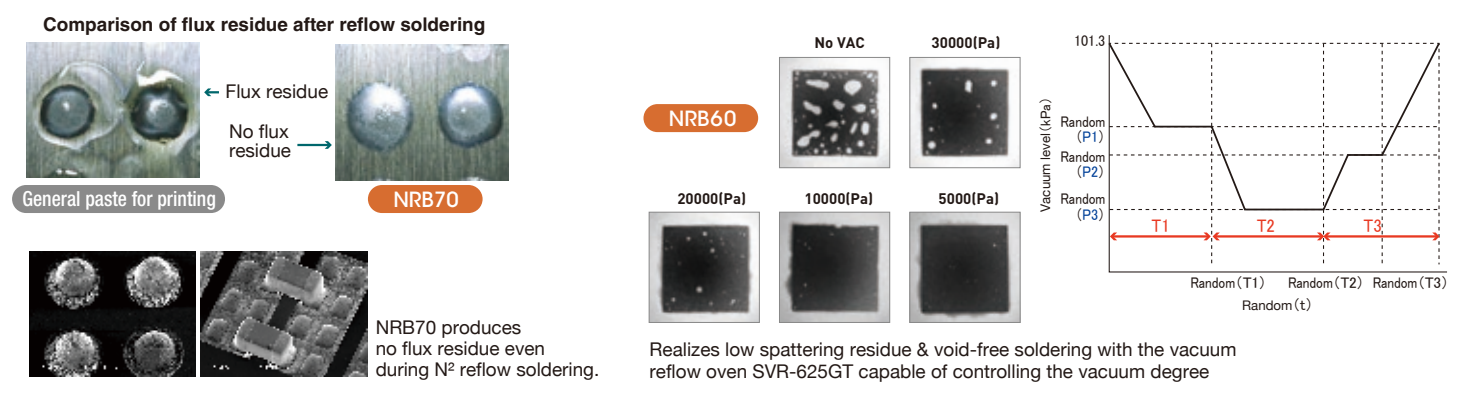 Comparison of flux residue after reflow soldering
Flux residue
No flux
residue
General paste for printing
NRB70
NRB70 produces
no flux residue even
during N² reflow soldering.
NRB60
No VAC
30000(Pa)
20000(Pa)
10000(Pa)
5000(Pa)
Realizes low spattering residue & void-free soldering with the vacuum
reflow oven SVR-625GT capable of controlling the vacuum degree
Vacuum level(kPa)
101.3
Random
(P1)
Random
(P2)
Random
(P3)
T1
T2
T3
Random(T1)
Random(T2)
Random(T3)
Random(t)